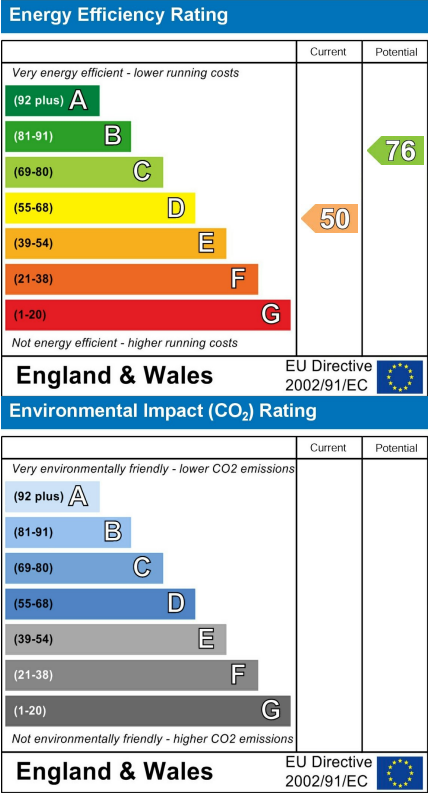 Energy Efficiency Rating
Current Potential
Very energy efficient - lower running costs
(92 plus) A
(81-91) B
(69-80) C
(55-68) D
(39-54) E
(21-38) F
(1-20) G
76
50
Not energy efficient - higher running costs
England & Wales
EU Directive
2002/91/EC
Environmental Impact (CO₂) Rating
Current Potential
Very environmentally friendly - lower CO2 emissions
(92 plus) A
(81-91) B
(69-80) C
(55-68) D
(39-54) E
(21-38) F
(1-20) G
Not environmentally friendly - higher CO2 emissions
England & Wales
EU Directive
2002/91/EC